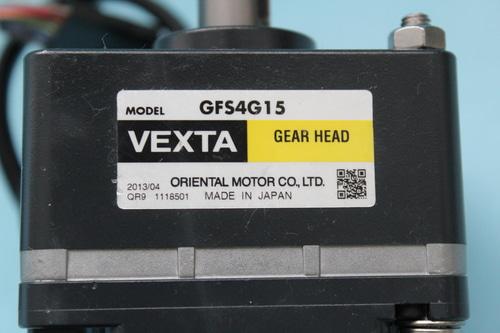 MODEL GFS4G15
VEXTA GEAR HEAD
2013/04 ORIENTAL MOTOR CO., LTD.
QR9 1118501 MADE IN JAPAN